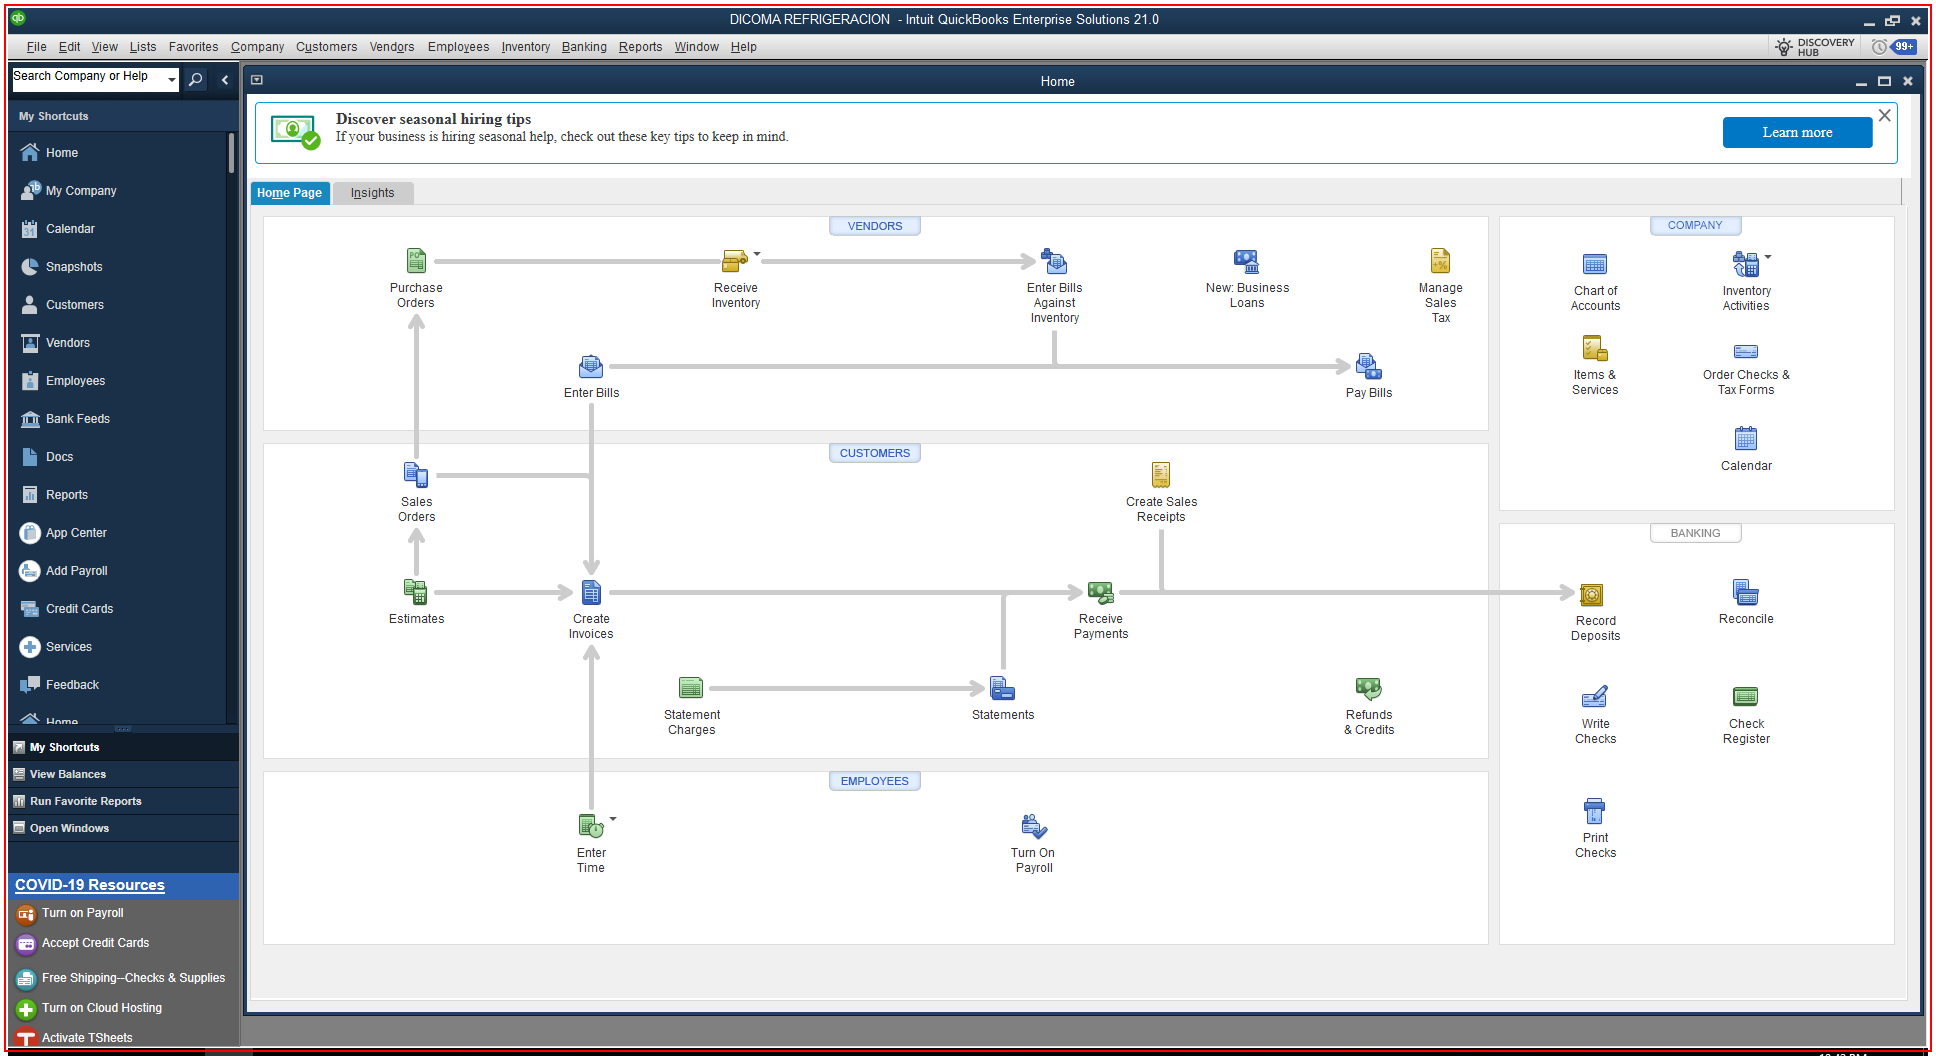 DICOMA REFRIGERACION - Intuit QuickBooks Enterprise Solutions 21.0
File Edit View Lists Favorites Company Customers Vendors Employees Inventory Banking Reports Window Help
DISCOVERY
HUB
99+
Search Company or Help
My Shortcuts
Home
My Company
Calendar
Snapshots
Customers
Vendors
Employees
Bank Feeds
Docs
Reports
App Center
Add Payroll
Credit Cards
Services
Feedback
Home
My Shortcuts
View Balances
Run Favorite Reports
Open Windows
COVID-19 Resources
Turn on Payroll
Accept Credit Cards
Free Shipping--Checks & Supplies
Turn on Cloud Hosting
Activate TSheets
Home
Discover seasonal hiring tips
If your business is hiring seasonal help, check out these key tips to keep in mind.
Learn more
Home Page
Insights
VENDORS
Purchase
Orders
Receive
Inventory
Enter Bills
Against
Inventory
New: Business
Loans
Manage
Sales
Tax
Enter Bills
Pay Bills
CUSTOMERS
Sales
Orders
Create Sales
Receipts
Estimates
Create
Invoices
Receive
Payments
Statement
Charges
Statements
Refunds
& Credits
EMPLOYEES
Enter
Time
Turn On
Payroll
COMPANY
Chart of
Accounts
Inventory
Activities
Items &
Services
Order Checks &
Tax Forms
Calendar
BANKING
Record
Deposits
Reconcile
Write
Checks
Check
Register
Print
Checks